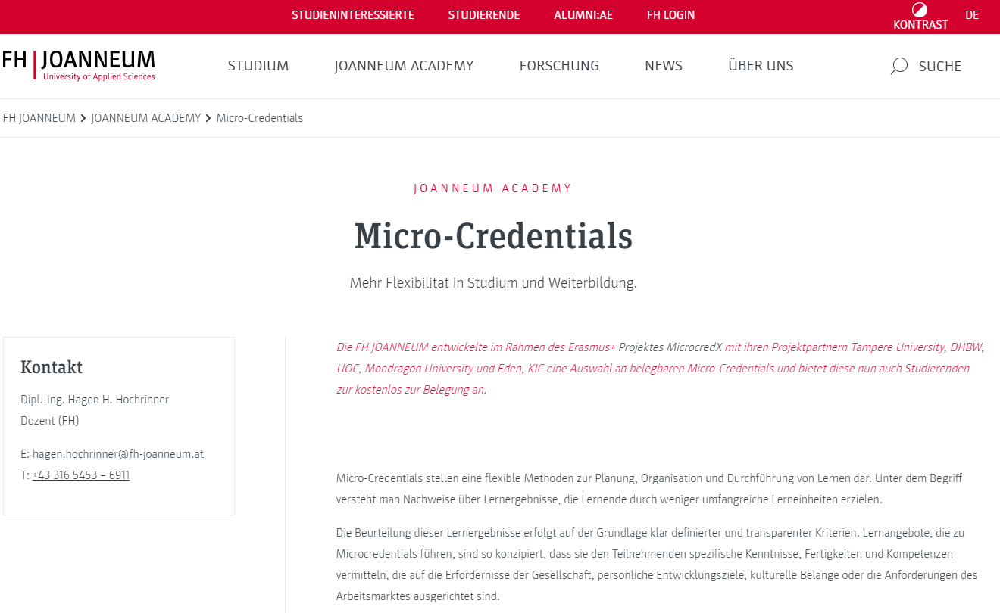 STUDIENINTERESSIERTE STUDIERENDE ALUMNI:AE FH LOGIN KONTRAST DE
FH JOANNEUM
University of Applied Sciences
STUDIUM JOANNEUM ACADEMY FORSCHUNG NEWS ÜBER UNS SUCHE
FH JOANNEUM > JOANNEUM ACADEMY > Micro-Credentials
JOANNEUM ACADEMY
Micro-Credentials
Mehr Flexibilität in Studium und Weiterbildung.
Kontakt
Dipl.-Ing. Hagen H. Hochrinner
Dozent (FH)
E: hagen.hochrinner@fh-joanneum.at
T: +43 316 5453 – 6911
Die FH JOANNEUM entwickelte im Rahmen des Erasmus+ Projektes MicrocredX mit ihren Projektpartnern Tampere University, DHBW,
UOC, Mondragon University und Eden, KIC eine Auswahl an belegbaren Micro-Credentials und bietet diese nun auch Studierenden
zur kostenlos zur Belegung an.
Micro-Credentials stellen eine flexible Methoden zur Planung, Organisation und Durchführung von Lernen dar. Unter dem Begriff
versteht man Nachweise über Lernergebnisse, die Lernende durch weniger umfangreiche Lerneinheiten erzielen.
Die Beurteilung dieser Lernergebnisse erfolgt auf der Grundlage klar definierter und transparenter Kriterien. Lernangebote, die zu
Microcredentials führen, sind so konzipiert, dass sie den Teilnehmenden spezifische Kenntnisse, Fertigkeiten und Kompetenzen
vermitteln, die auf die Erfordernisse der Gesellschaft, persönliche Entwicklungsziele, kulturelle Belange oder die Anforderungen des
Arbeitsmarktes ausgerichtet sind.